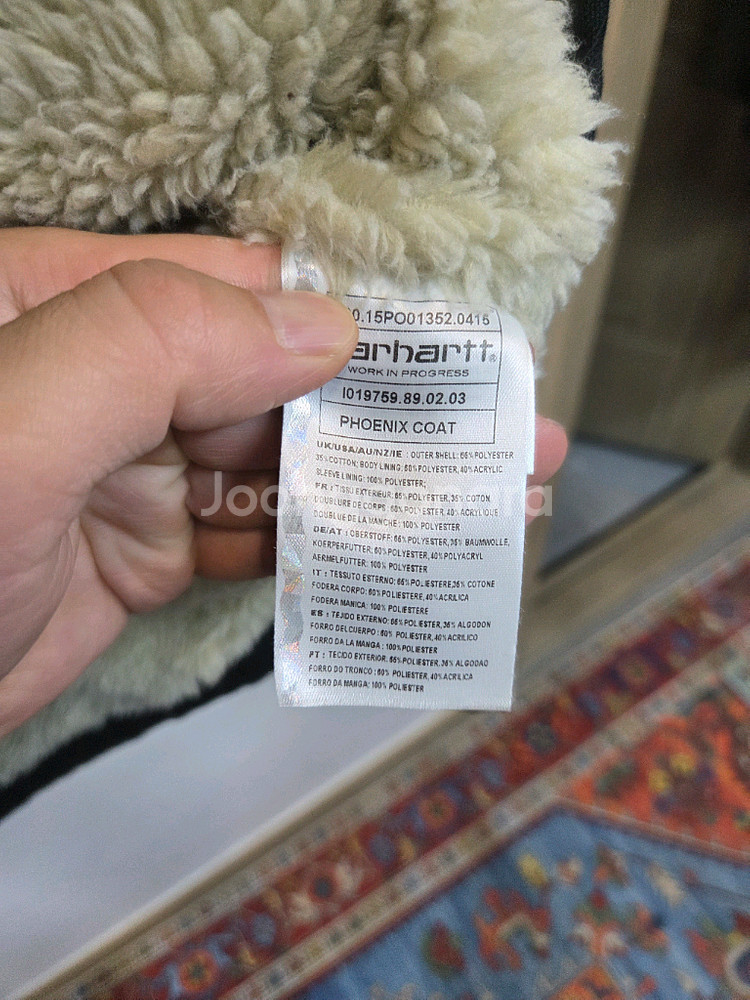 0.15PO01352.0416
arhartt®
WORK IN PROGRESS
I019759.89.02.03
PHOENIX COAT
UK/USA/AU/NZ/IE : OUTER SHELL: 65% POLYESTER
35% COTTON; BODY LINING: 60% POLYESTER, 40% ACRYLIC
SLEEVE LINING: 100% POLYESTER;
FR : TISSU EXTERIEUR: 65% POLYESTER, 35% COTON
DOUBLURE DE CORPS: 60% POLYESTER, 40% ACRYLIQUE
DOUBLUE DE LA MANCHE: 100% POLYESTER
DE/AT : OBERSTOFF: 65% POLYESTER, 35% BAUMWOLLE,
KOERPERFUTTER: 60% POLYESTER, 40% POLYACRYL
AERMELFUTTER: 100% POLYESTER
IT : TESSUTO ESTERNO: 65% POLIESTERE, 35% COTONE
FODERA CORPO: 60% POLIESTERE, 40% ACRILICA
FODERA MANICA: 100% POLIESTERE
ES : TEJIDO EXTERNO: 65% POLIESTER, 35% ALGODON
FORRO DEL CUERPO: 60% POLIESTER, 40% ACRILICO
FORRO DA LA MANGA: 100% POLIESTER
PT : TECIDO EXTERIOR: 65% POLIESTER, 35% ALGODAO
FORRO DO TRONCO: 60% POLIESTER, 40% ACRILICA
FORRO DA MANGA: 100% POLIESTER